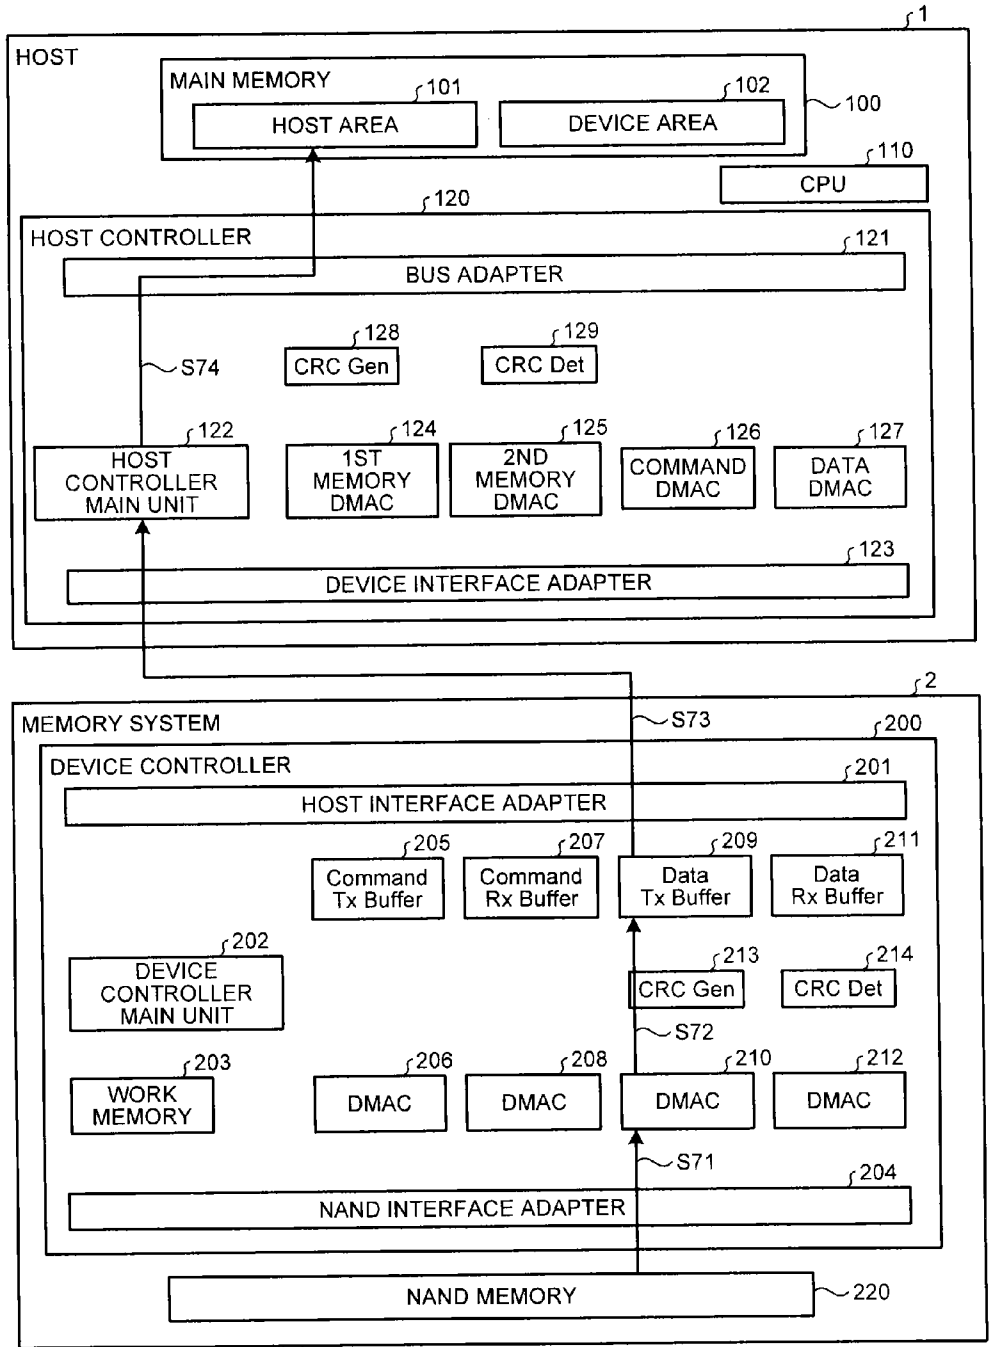 1
HOST
MAIN MEMORY
101
HOST AREA
102
DEVICE AREA
100
110
CPU
120
HOST CONTROLLER
121
BUS ADAPTER
128
CRC Gen
129
CRC Det
S74
122
HOST
CONTROLLER
MAIN UNIT
124
1ST
MEMORY
DMAC
125
2ND
MEMORY
DMAC
126
COMMAND
DMAC
127
DATA
DMAC
123
DEVICE INTERFACE ADAPTER
2
MEMORY SYSTEM
S73
200
DEVICE CONTROLLER
201
HOST INTERFACE ADAPTER
205
Command
Tx Buffer
207
Command
Rx Buffer
209
Data
Tx Buffer
211
Data
Rx Buffer
202
DEVICE
CONTROLLER
MAIN UNIT
213
CRC Gen
214
CRC Det
S72
203
WORK
MEMORY
206
DMAC
208
DMAC
210
DMAC
212
DMAC
S71
204
NAND INTERFACE ADAPTER
NAND MEMORY
220